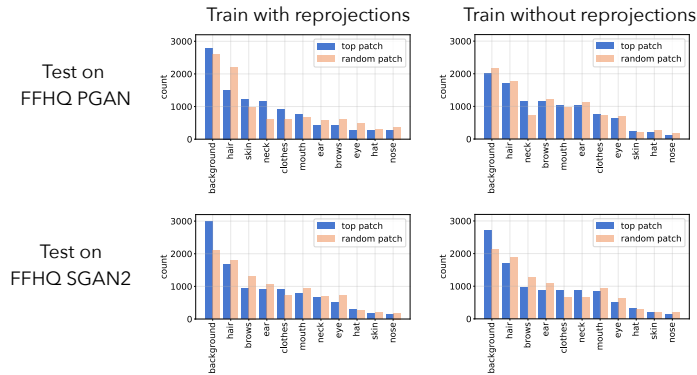 Train with reprojections
Train without reprojections
Test on
FFHQ PGAN
3000
2000
1000
0
count
top patch
random patch
background
hair
skin
neck
clothes
mouth
ear
brows
eye
hat
nose
3000
2000
1000
0
count
top patch
random patch
background
hair
neck
brows
mouth
ear
clothes
eye
skin
hat
nose
Test on
FFHQ SGAN2
3000
2000
1000
0
count
top patch
random patch
background
hair
brows
ear
clothes
mouth
neck
eye
hat
skin
nose
3000
2000
1000
0
count
top patch
random patch
background
hair
brows
ear
clothes
neck
mouth
eye
hat
skin
nose